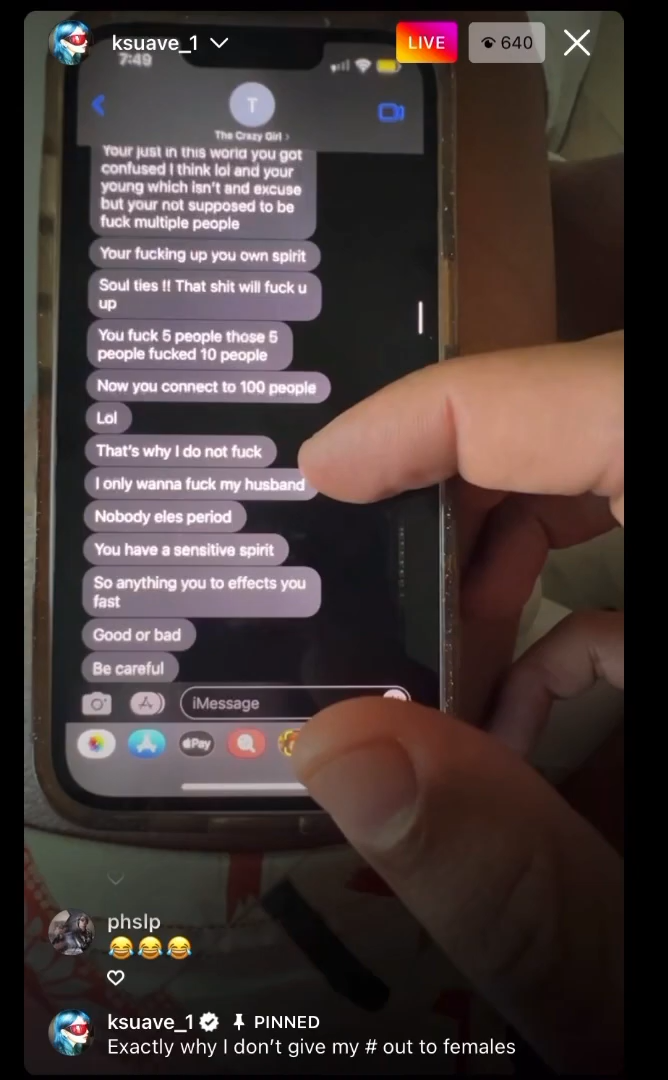 ksuave_1
LIVE
640
7:49
T
The Crazy Girl
Your just in this world you got
confused I think lol and your
young which isn't and excuse
but your not supposed to be
fuck multiple people
Your fucking up you own spirit
Soul ties !! That shit will fuck u
up
You fuck 5 people those 5
people fucked 10 people
Now you connect to 100 people
Lol
That's why I do not fuck
I only wanna fuck my husband
Nobody eles period
You have a sensitive spirit
So anything you to effects you
fast
Good or bad
Be careful
iMessage
Pay
phslp
😂😂😂
ksuave_1 PINNED
Exactly why I don't give my # out to females